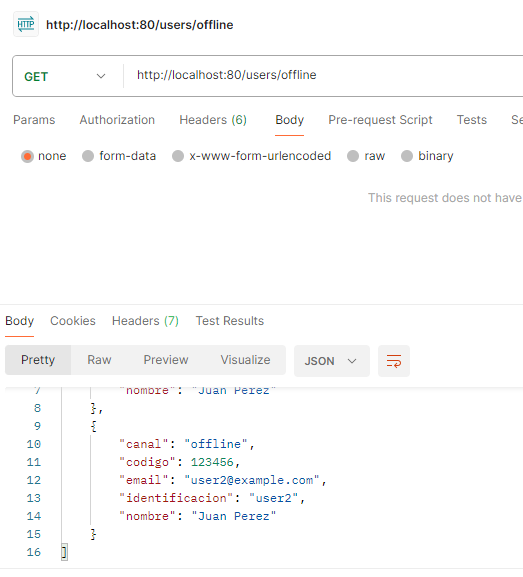 HTTP http://localhost:80/users/offline
GET http://localhost:80/users/offline
Params Authorization Headers (6) Body Pre-request Script Tests Se
none form-data x-www-form-urlencoded raw binary
This request does not have
Body Cookies Headers (7) Test Results
Pretty Raw Preview Visualize JSON
7 "nombre": "Juan Perez"
8 },
9 {
10 "canal": "offline",
11 "codigo": 123456,
12 "email": "user2@example.com",
13 "identificacion": "user2",
14 "nombre": "Juan Perez"
15 }
16 ]